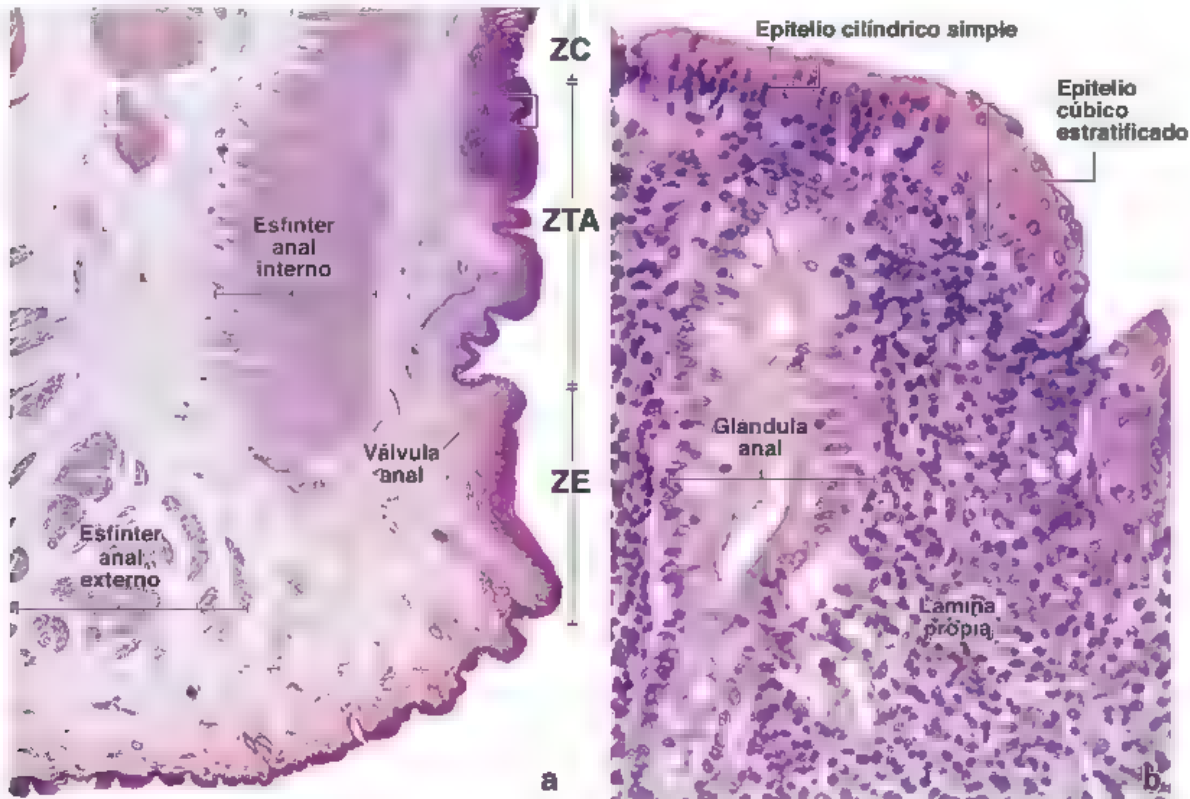 ZC
ZTA
ZE
Esfínter
anal
interno
Válvula
anal
Esfínter
anal
externo
a
Epitelio cilíndrico simple
Epitelio
cúbico
estratificado
Glándula
anal
Lámina
propia
b